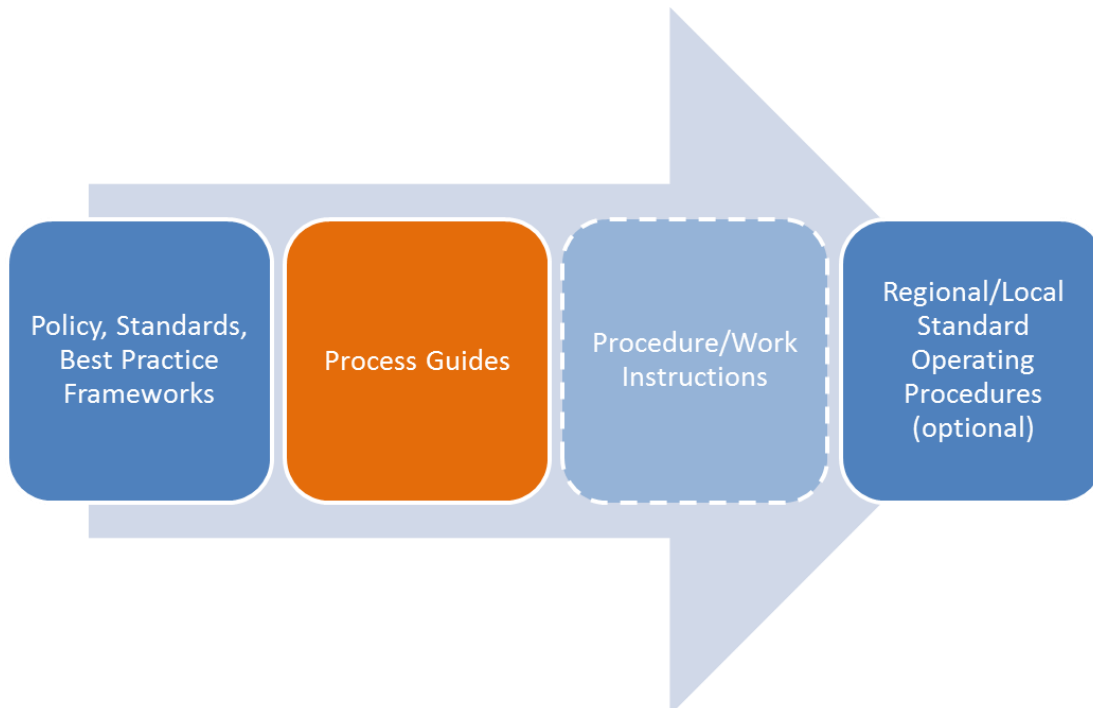 Policy, Standards,
Best Practice
Frameworks
Process Guides
Procedure/Work
Instructions
Regional/Local
Standard
Operating
Procedures
(optional)